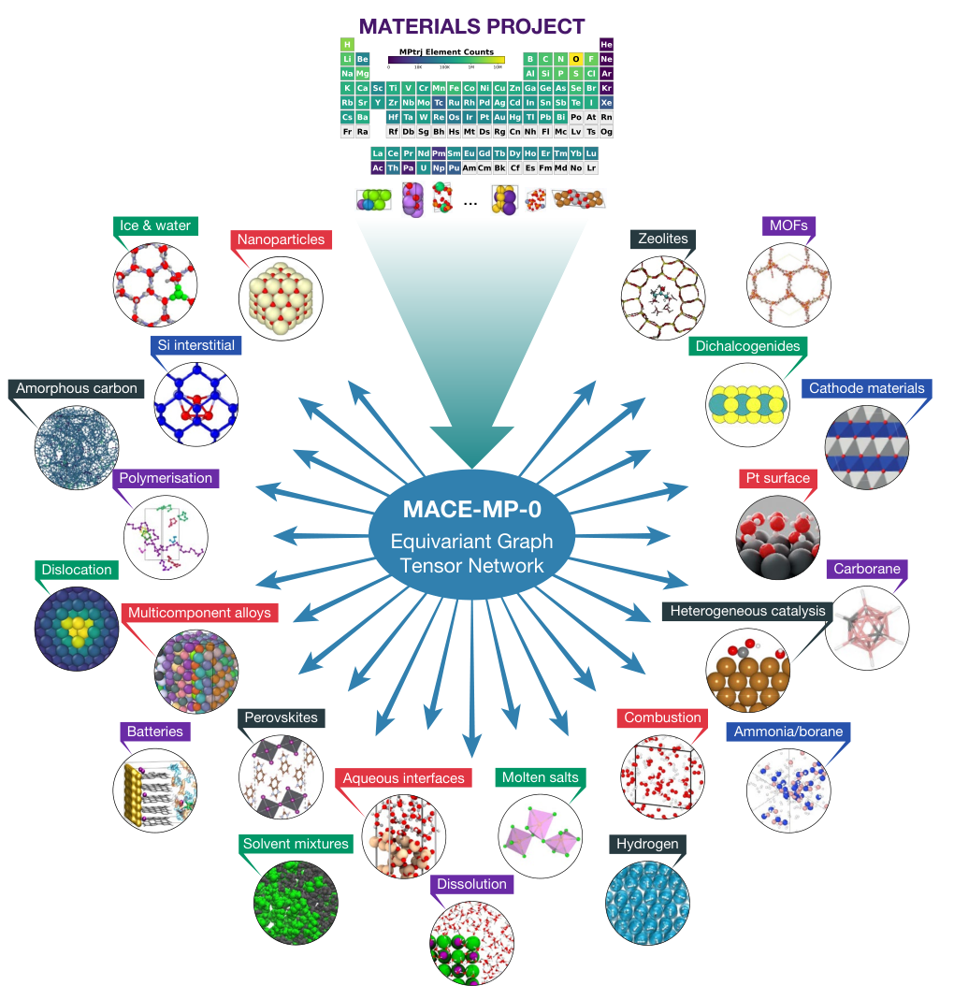 MATERIALS PROJECT
H He
MPtrj Element Counts
Li Be B C N O F Ne
0 10K 100K 1M 10M
Na Mg Al Si P S Cl Ar
K Ca Sc Ti V Cr Mn Fe Co Ni Cu Zn Ga Ge As Se Br Kr
Rb Sr Y Zr Nb Mo Tc Ru Rh Pd Ag Cd In Sn Sb Te I Xe
Cs Ba Hf Ta W Re Os Ir Pt Au Hg Tl Pb Bi Po At Rn
Fr Ra Rf Db Sg Bh Hs Mt Ds Rg Cn Nh Fl Mc Lv Ts Og
La Ce Pr Nd Pm Sm Eu Gd Tb Dy Ho Er Tm Yb Lu
Ac Th Pa U Np Pu Am Cm Bk Cf Es Fm Md No Lr
...
Ice & water
Nanoparticles
Zeolites
MOFs
Si interstitial
Dichalcogenides
Amorphous carbon
Cathode materials
Polymerisation
Pt surface
MACE-MP-0
Equivariant Graph
Tensor Network
Dislocation
Carborane
Multicomponent alloys
Heterogeneous catalysis
Batteries
Perovskites
Combustion
Ammonia/borane
Aqueous interfaces
Molten salts
Solvent mixtures
Hydrogen
Dissolution